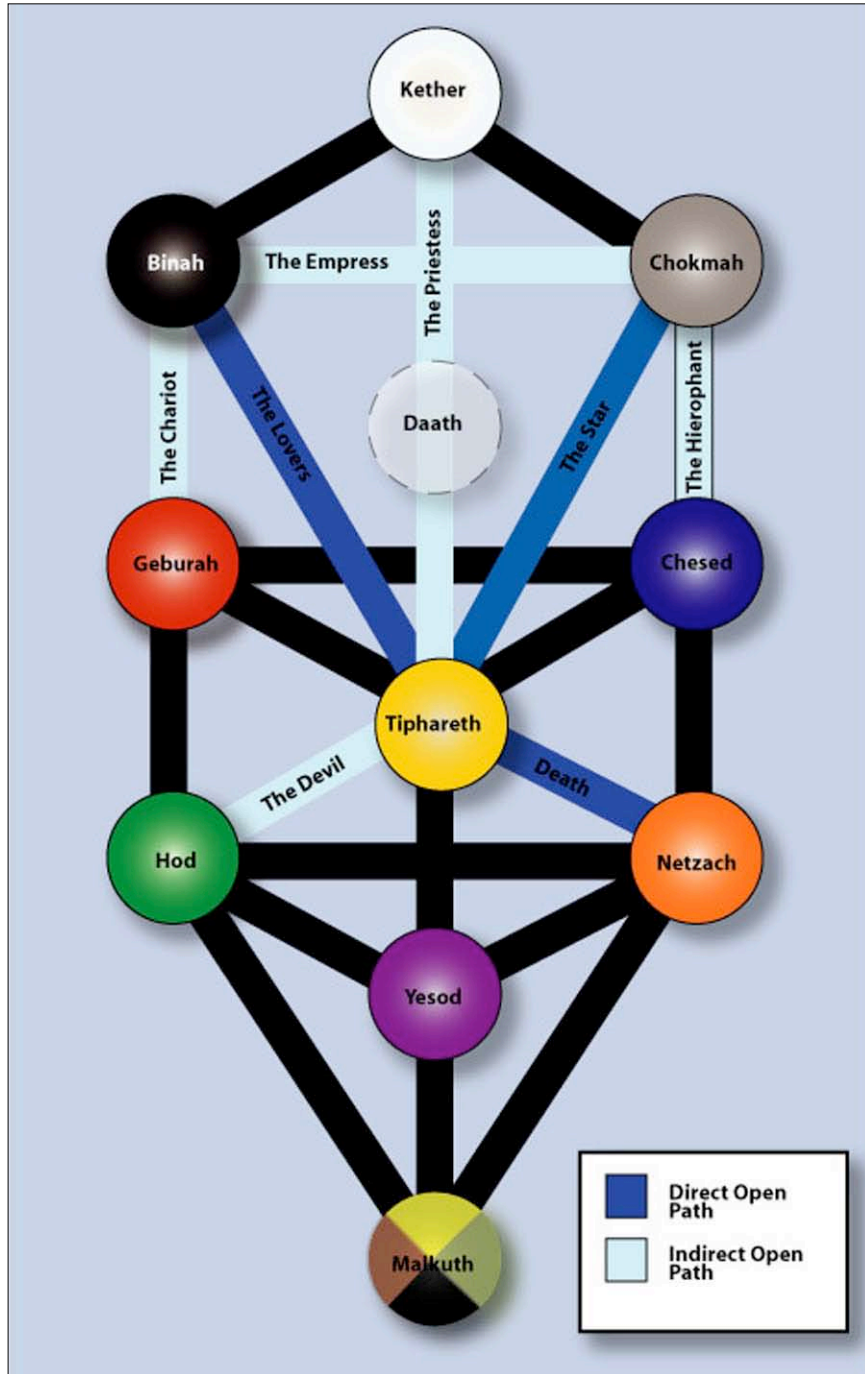 Kether
The Priestess
Binah
The Empress
Chokmah
The Chariot
The Lovers
Daath
The Star
The Hierophant
Geburah
Chesed
Tiphareth
The Devil
Death
Hod
Netzach
Yesod
Malkuth
Direct Open
Path
Indirect Open
Path